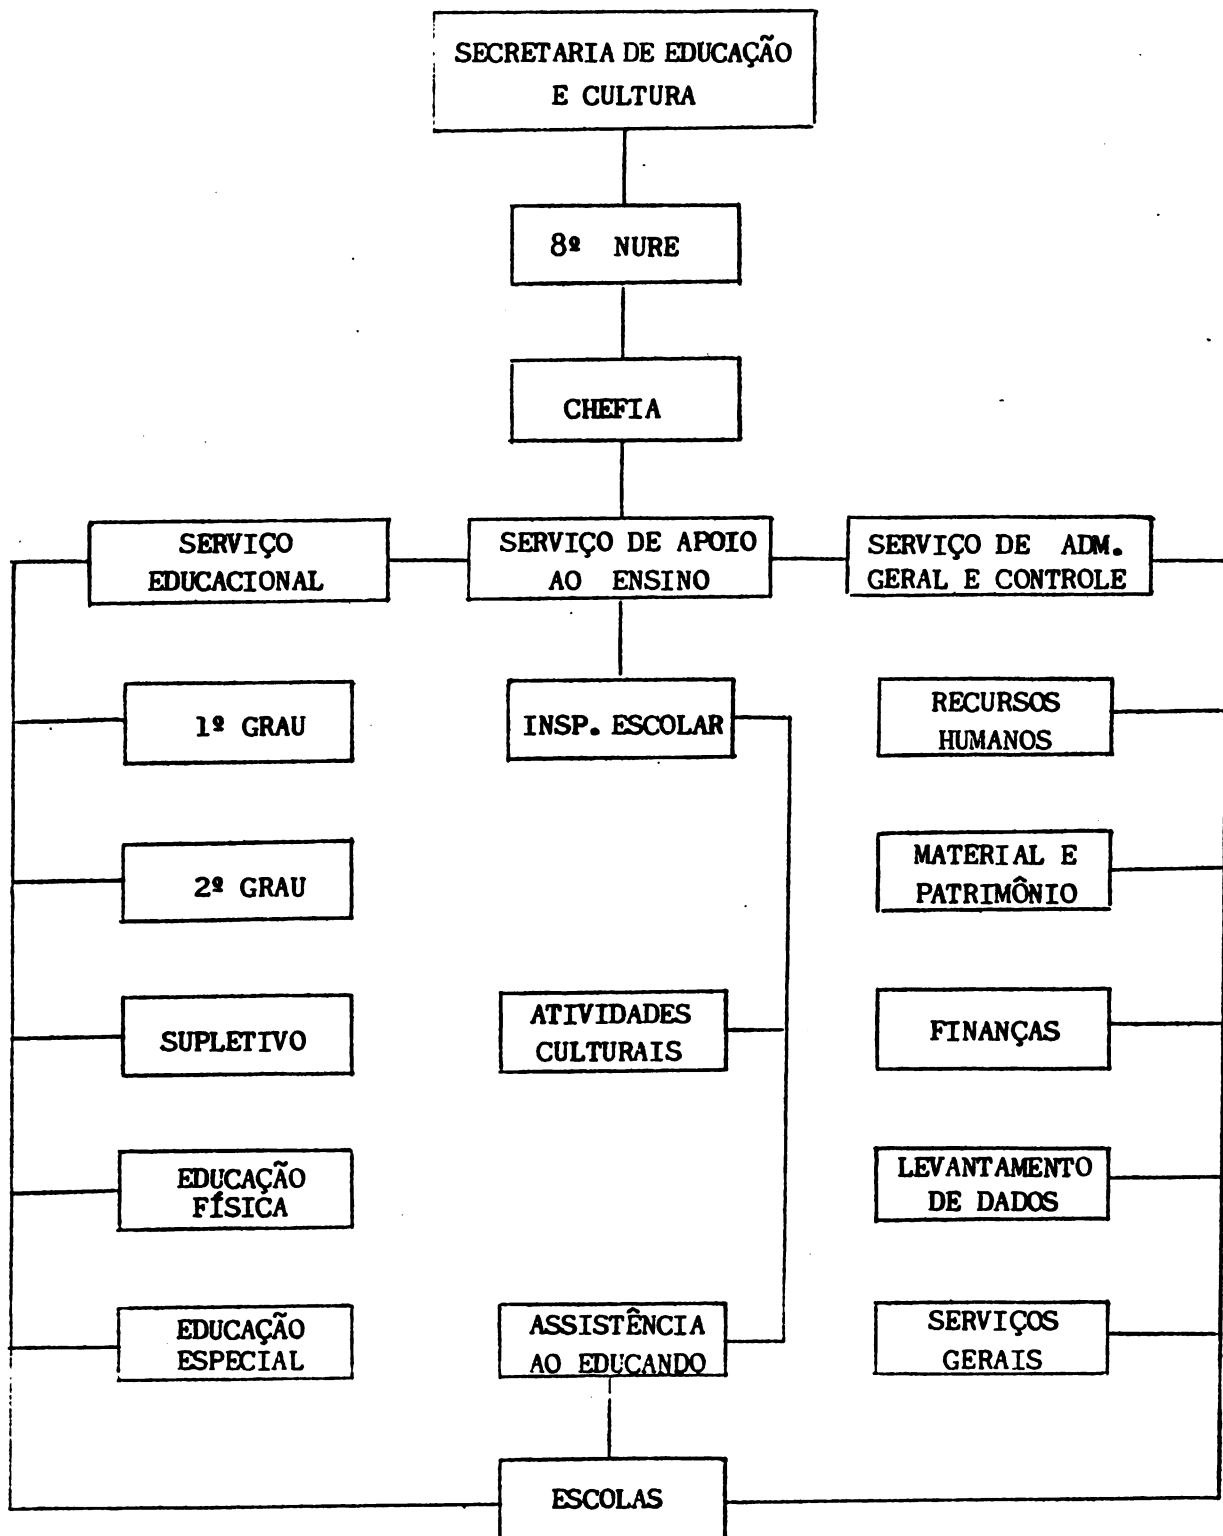 SECRETARIA DE EDUCAÇÃO
E CULTURA
8º NURE
CHEFIA
SERVIÇO
EDUCACIONAL
SERVIÇO DE APOIO
AO ENSINO
SERVIÇO DE ADM.
GERAL E CONTROLE
1º GRAU
INSP. ESCOLAR
RECURSOS
HUMANOS
2º GRAU
MATERIAL E
PATRIMÔNIO
SUPLETIVO
ATIVIDADES
CULTURAIS
FINANÇAS
EDUCAÇÃO
FÍSICA
LEVANTAMENTO
DE DADOS
EDUCAÇÃO
ESPECIAL
ASSISTÊNCIA
AO EDUCANDO
SERVIÇOS
GERAIS
ESCOLAS